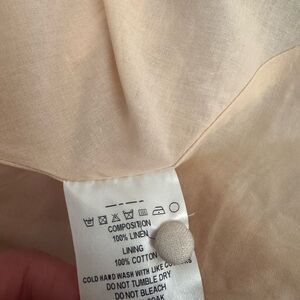 COMPOSITION
100% LINEN
LINING
100% COTTON
COLD HAND WASH WITH LIKE COLORS
DO NOT TUMBLE DRY
DO NOT BLEACH
SOAK